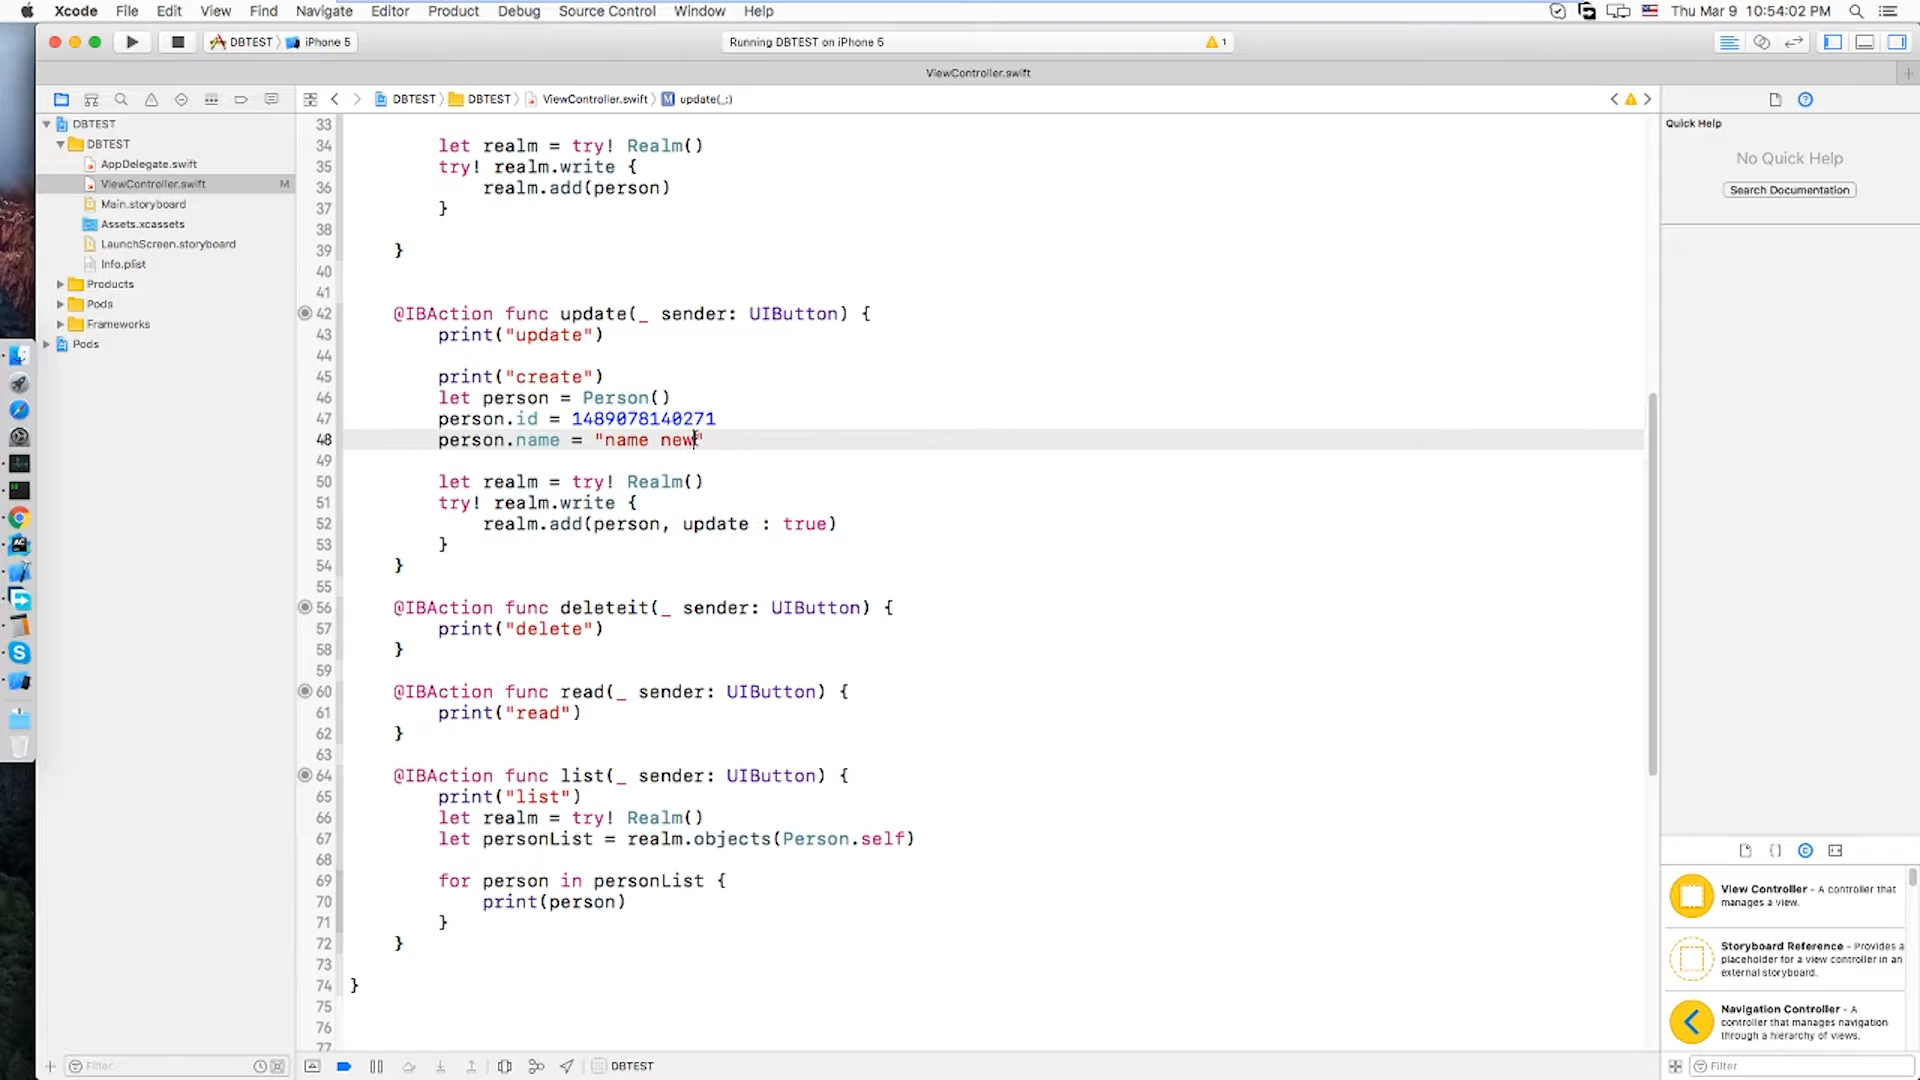 Xcode File Edit View Find Navigate Editor Product Debug Source Control Window Help Thu Mar 9 10:54:02 PM
DBTEST iPhone 5 Running DBTEST on iPhone 5 1
ViewController.swift
DBTEST DBTEST ViewController.swift M update(_:)
DBTEST
DBTEST
AppDelegate.swift
ViewController.swift M
Main.storyboard
Assets.xcassets
LaunchScreen.storyboard
Info.plist
Products
Pods
Frameworks
Pods
33
34 let realm = try! Realm()
35 try! realm.write {
36 realm.add(person)
37 }
38
39 }
40
41
42 @IBAction func update(_ sender: UIButton) {
43 print("update")
44
45 print("create")
46 let person = Person()
47 person.id = 1489078140271
48 person.name = "name new"
49
50 let realm = try! Realm()
51 try! realm.write {
52 realm.add(person, update : true)
53 }
54 }
55
56 @IBAction func deleteit(_ sender: UIButton) {
57 print("delete")
58 }
59
60 @IBAction func read(_ sender: UIButton) {
61 print("read")
62 }
63
64 @IBAction func list(_ sender: UIButton) {
65 print("list")
66 let realm = try! Realm()
67 let personList = realm.objects(Person.self)
68
69 for person in personList {
70 print(person)
71 }
72 }
73
74 }
75
76
77
Quick Help
No Quick Help
Search Documentation
View Controller - A controller that
manages a view.
Storyboard Reference - Provides a
placeholder for a view controller in an
external storyboard.
Navigation Controller - A
controller that manages navigation
through a hierarchy of views.
Filter
DBTEST
Filter